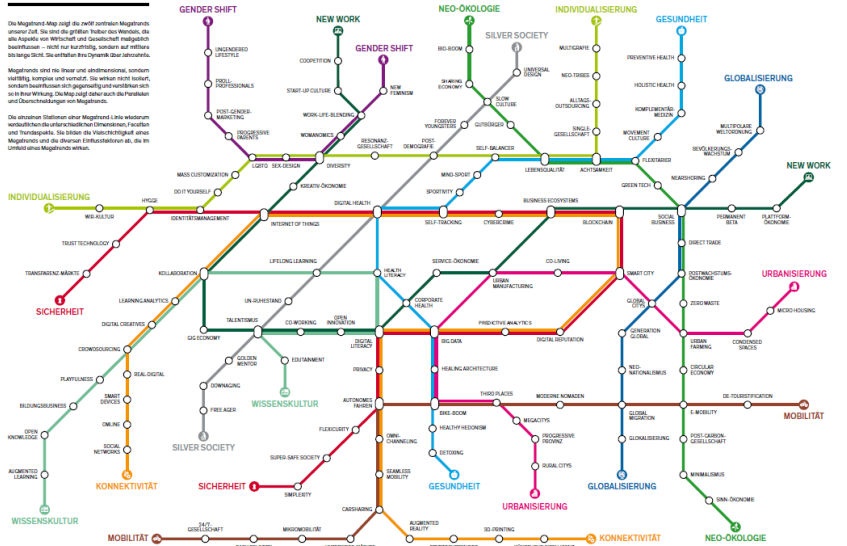 Die Megatrend-Map zeigt die zwölf zentralen Megatrends
unserer Zeit. Sie sind die größten Treiber des Wandels, die
alle Aspekte von Wirtschaft und Gesellschaft maßgeblich
beeinflussen – nicht nur kurzfristig, sondern auf mittlere
bis lange Sicht. Sie entfalten ihre Dynamik über Jahrzehnte.
Megatrends sind nie linear und eindimensional, sondern
vielfältig, komplex und vernetzt. Sie wirken nicht isoliert,
sondern beeinflussen sich gegenseitig und verstärken sich
so in ihrer Wirkung. Die Map zeigt daher auch die Parallelen
und Überschneidungen von Megatrends.
Die einzelnen Stationen einer Megatrend-Linie wiederum
verdeutlichen die unterschiedlichen Dimensionen, Facetten
und Trendaspekte. Sie bilden die Vielschichtigkeit eines
Megatrends und die diversen Einflussfaktoren ab, die im
Umfeld eines Megatrends wirken.
GENDER SHIFT
UNGENDERED
LIFESTYLE
PROLL-
PROFESSIONALS
POST-GENDER-
MARKETING
PROGRESSIVE
PARENTS
NEW WORK
COOPETITION
START-UP CULTURE
WORK-LIFE-BLENDING
WOMANOMICS
GENDER SHIFT
NEW
FEMINISM
NEO-ÖKOLOGIE
BIO-BOOM
SHARING
ECONOMY
SILVER SOCIETY
UNIVERSAL
DESIGN
SLOW
CULTURE
FOREVER
YOUNGSTERS
GUTBÜRGER
INDIVIDUALISIERUNG
MULTIGRAFIE
NEO-TRIBES
ALLTAGS-
OUTSOURCING
SINGLE-
GESELLSCHAFT
GESUNDHEIT
PREVENTIVE HEALTH
HOLISTIC HEALTH
KOMPLEMENTÄR-
MEDIZIN
MOVEMENT
CULTURE
GLOBALISIERUNG
MULTIPOLARE
WELTORDNUNG
BEVÖLKERUNGS-
WACHSTUM
NEARSHORING
NEW WORK
MASS CUSTOMIZATION
LGBTQ
SEX-DESIGN
DIVERSITY
RESONANZ-
GESELLSCHAFT
POST-
DEMOGRAFIE
SELF-BALANCER
LEBENSQUALITÄT
ACHTSAMKEIT
FLEXITARIER
DO IT YOURSELF
KREATIV-ÖKONOMIE
MIND-SPORT
SPORTIVITY
GREEN TECH
INDIVIDUALISIERUNG
WIR-KULTUR
HYGGE
IDENTITÄTSMANAGEMENT
INTERNET OF THINGS
DIGITAL HEALTH
SELF-TRACKING
CYBERCRIME
BUSINESS ECOSYSTEMS
BLOCKCHAIN
SOCIAL
BUSINESS
PERMANENT
BETA
PLATTFORM-
ÖKONOMIE
TRUST TECHNOLOGY
TRANSPARENZ-MÄRKTE
SICHERHEIT
KOLLABORATION
LIFELONG LEARNING
HEALTH
LITERACY
SERVICE-ÖKONOMIE
URBAN
MANUFACTURING
CO-LIVING
SMART CITY
DIRECT TRADE
POSTWACHSTUMS-
ÖKONOMIE
URBANISIERUNG
MICRO HOUSING
LEARNING ANALYTICS
DIGITAL CREATIVES
UN-RUHESTAND
CORPORATE
HEALTH
GLOBAL
CITYS
ZERO WASTE
GIG ECONOMY
TALENTISMUS
CO-WORKING
OPEN
INNOVATION
DIGITAL
LITERACY
BIG DATA
PREDICTIVE ANALYTICS
DIGITAL REPUTATION
GENERATION
GLOBAL
URBAN
FARMING
CONDENSED
SPACES
CROWDSOURCING
REAL-DIGITAL
PLAYFULNESS
SMART
DEVICES
GOLDEN
MENTOR
EDUTAINMENT
PRIVACY
HEALING ARCHITECTURE
NEO-
NATIONALISMUS
CIRCULAR
ECONOMY
BILDUNGSBUSINESS
DOWNAGING
FREE AGER
WISSENSKULTUR
AUTONOMES
FAHREN
BIKE-BOOM
THIRD PLACES
MODERNE NOMADEN
GLOBAL
MIGRATION
E-MOBILITY
DE-TOURISTIFICATION
MOBILITÄT
OPEN
KNOWLEDGE
ONLINE
SOCIAL
NETWORKS
SILVER SOCIETY
FLEXICURITY
OMNI-
CHANNELING
HEALTHY HEDONISM
MEGACITYS
PROGRESSIVE
PROVINZ
GLOKALISIERUNG
POST-CARBON-
GESELLSCHAFT
AUGMENTED
LEARNING
KONNEKTIVITÄT
SUPER-SAFE SOCIETY
SICHERHEIT
SIMPLEXITY
SEAMLESS
MOBILITY
DETOXING
GESUNDHEIT
RURAL CITYS
URBANISIERUNG
GLOBALISIERUNG
MINIMALISMUS
SINN-ÖKONOMIE
WISSENSKULTUR
CARSHARING
MOBILITÄT
24/7-
GESELLSCHAFT
MIKROMOBILITÄT
AUGMENTED
REALITY
3D-PRINTING
KONNEKTIVITÄT
NEO-ÖKOLOGIE